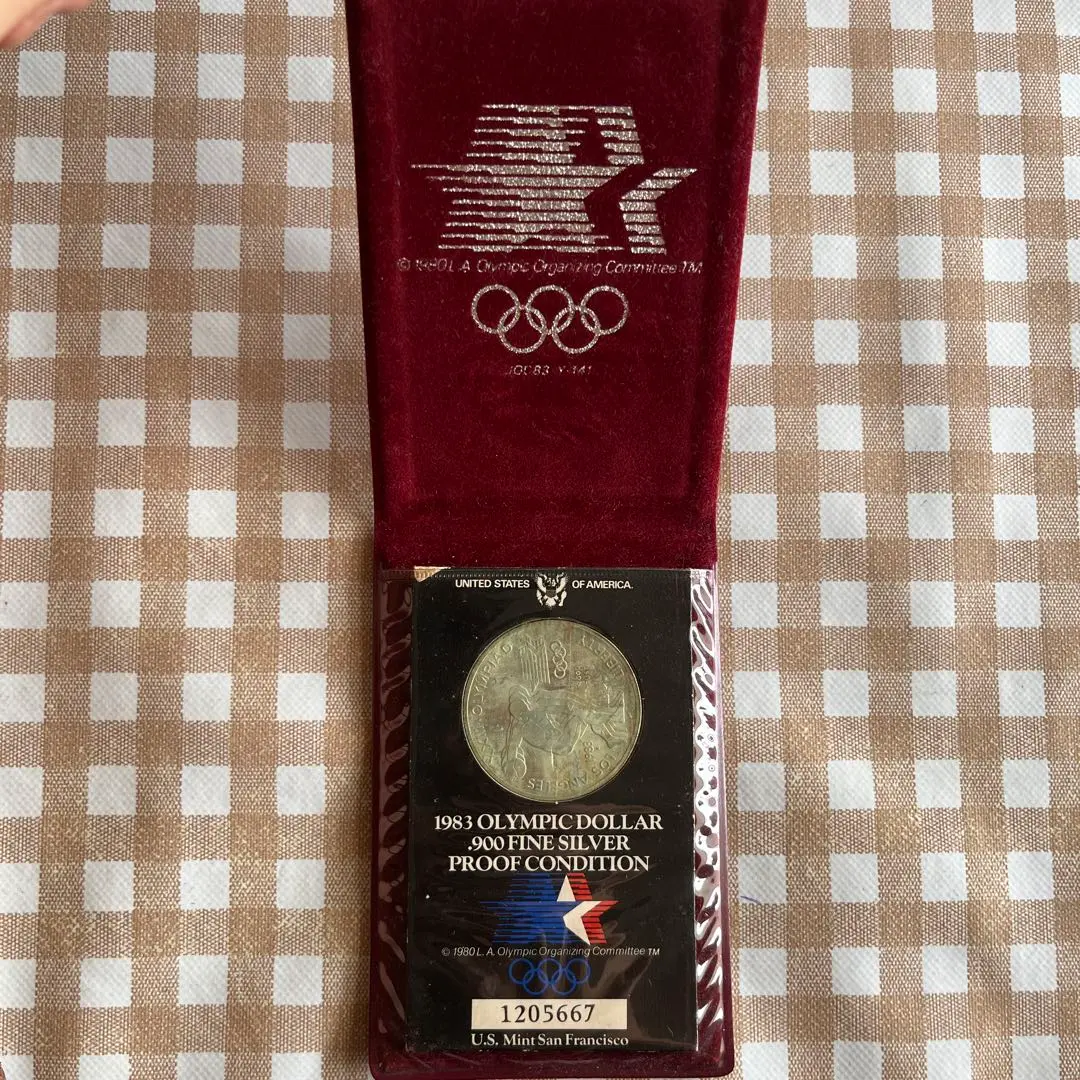 © 1980 L.A. Olympic Organizing Committee TM
UNITED STATES OF AMERICA.
LOS ANGELES
1983 OLYMPIC DOLLAR
.900 FINE SILVER
PROOF CONDITION
© 1980 L.A. Olympic Organizing Committee TM
1205667
U.S. Mint San Francisco